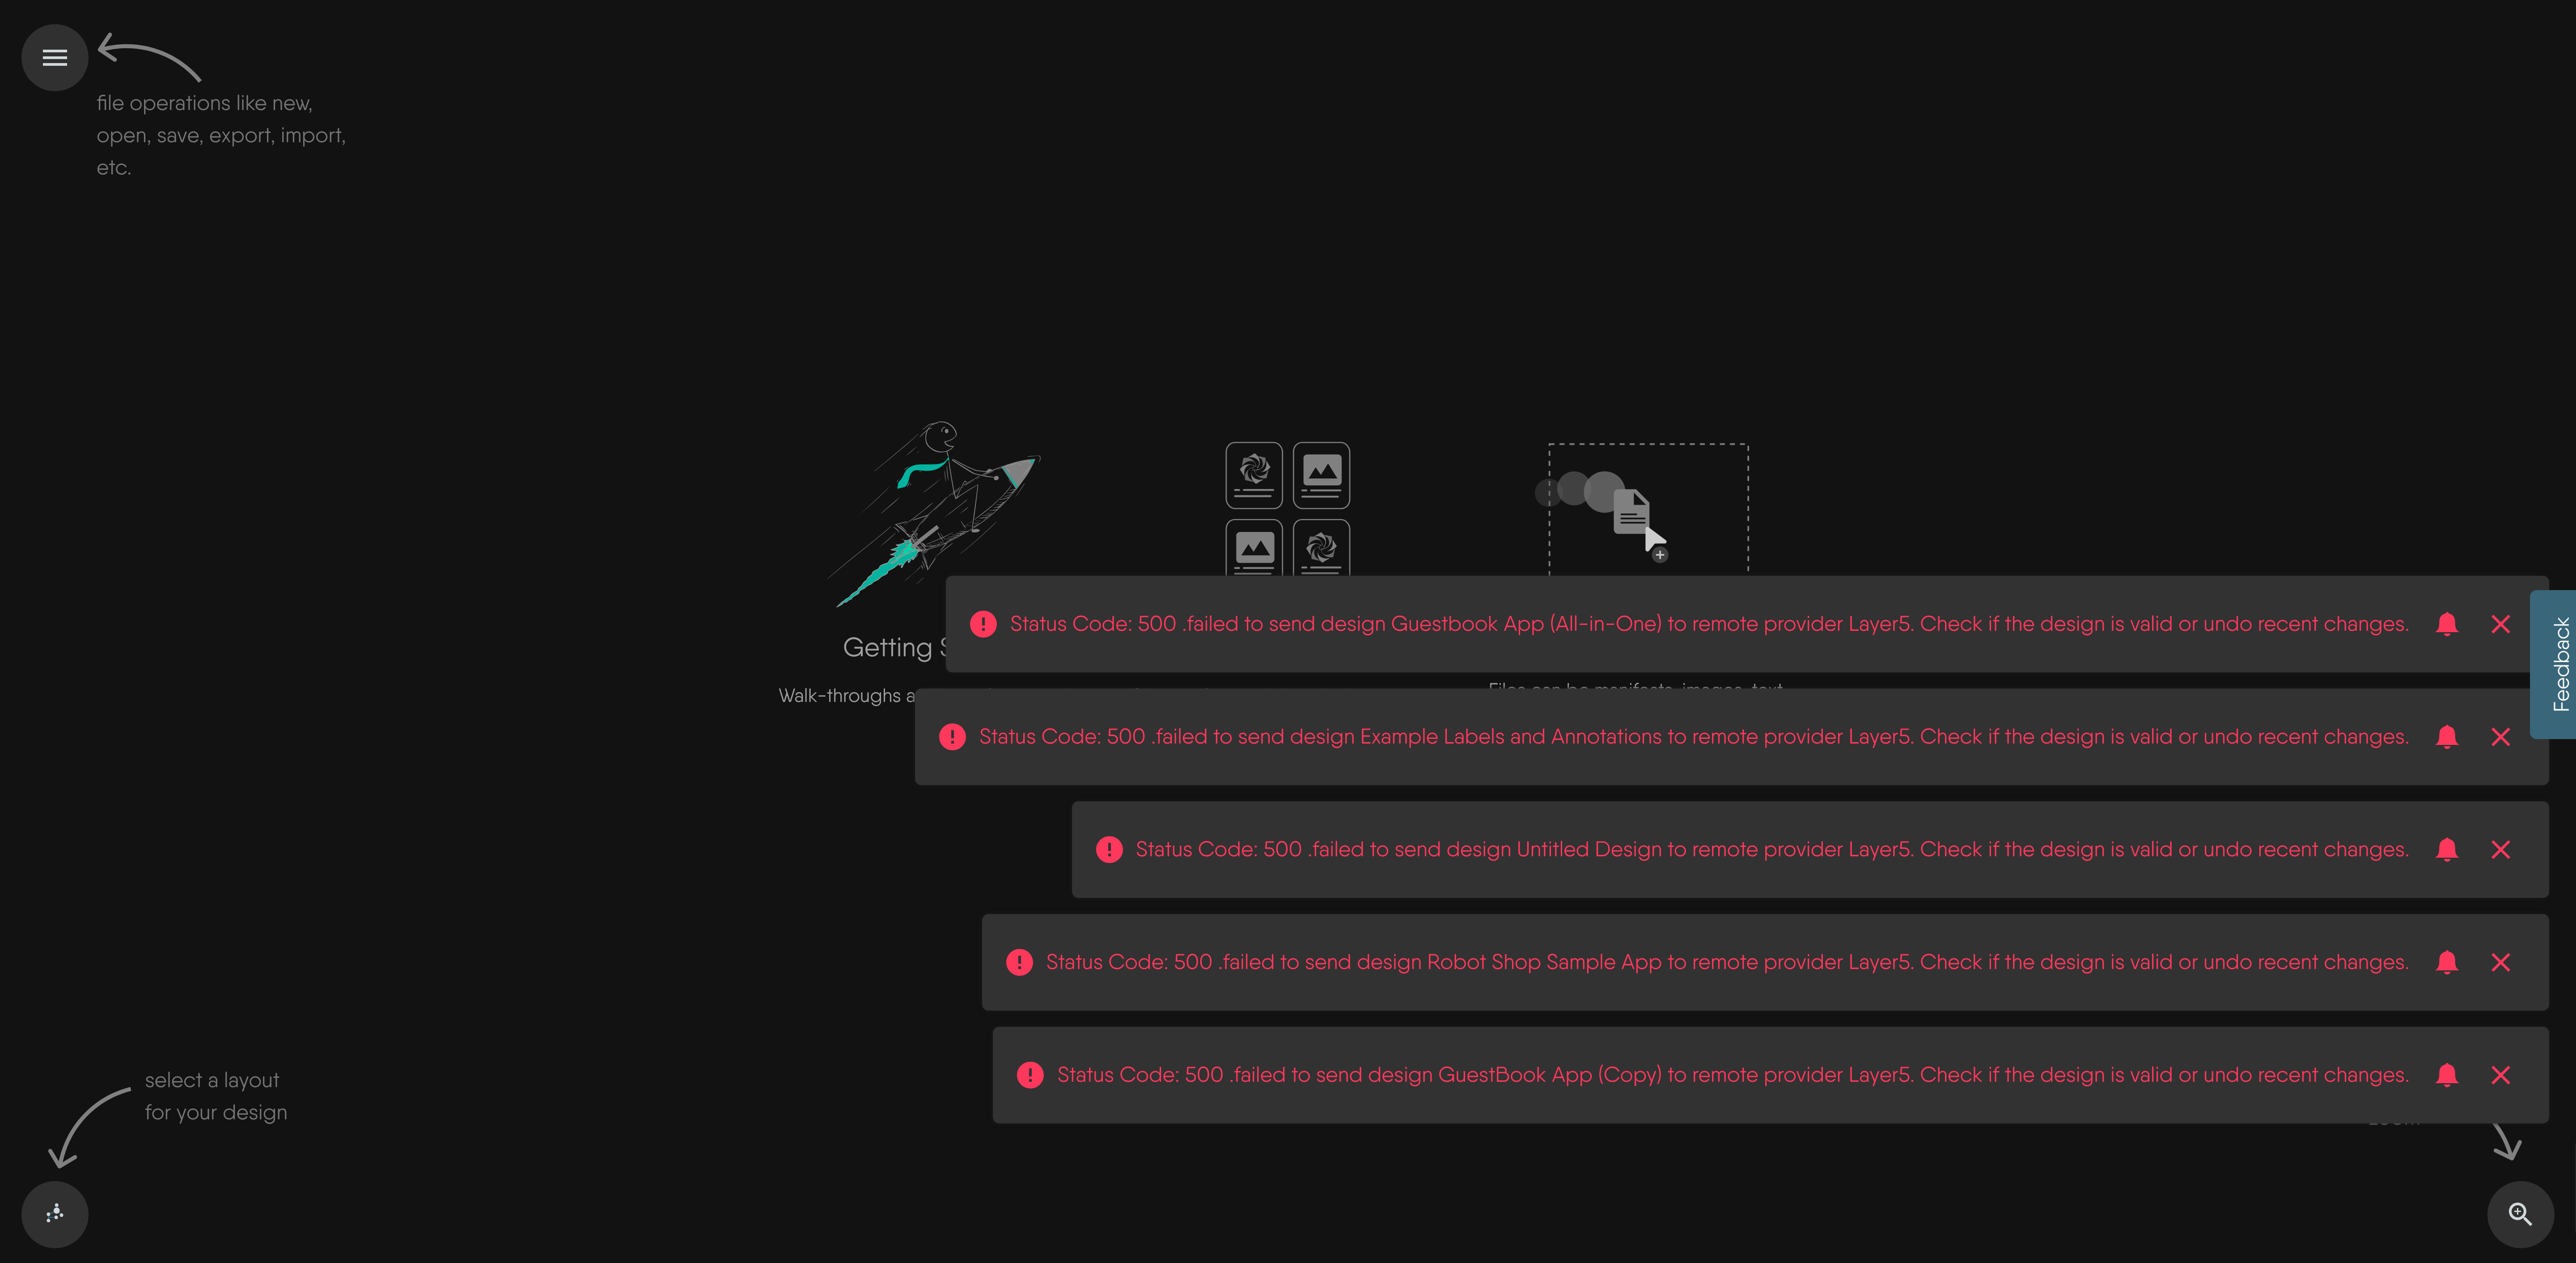 file operations like new,
open, save, export, import,
etc.
Getting
Walk-throughs a
Status Code: 500 .failed to send design Guestbook App (All-in-One) to remote provider Layer5. Check if the design is valid or undo recent changes.
Feedback
Files can be manifests, images, text
Status Code: 500 .failed to send design Example Labels and Annotations to remote provider Layer5. Check if the design is valid or undo recent changes.
Status Code: 500 .failed to send design Untitled Design to remote provider Layer5. Check if the design is valid or undo recent changes.
Status Code: 500 .failed to send design Robot Shop Sample App to remote provider Layer5. Check if the design is valid or undo recent changes.
Status Code: 500 .failed to send design GuestBook App (Copy) to remote provider Layer5. Check if the design is valid or undo recent changes.
select a layout
for your design